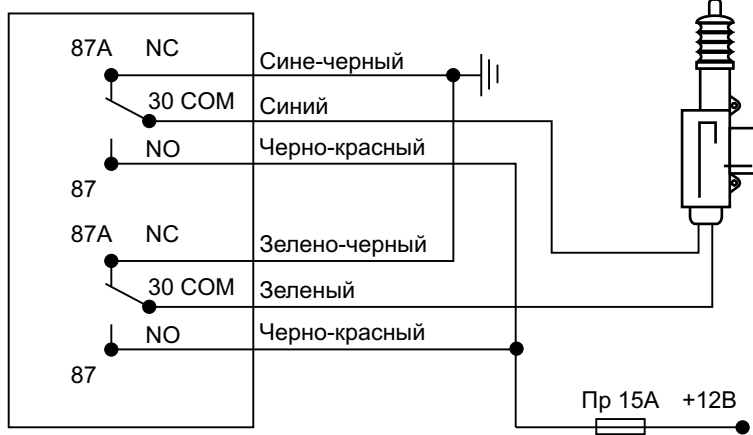 87A NC
Сине-черный
30 COM
Синий
NO
Черно-красный
87
87A NC
Зелено-черный
30 COM
Зеленый
NO
Черно-красный
87
Пр 15А +12В